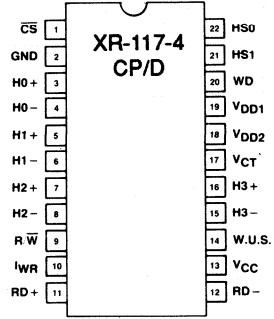 XR-117-4
CP/D
C̅S̅ 1
GND 2
H0+ 3
H0- 4
H1+ 5
H1- 6
H2+ 7
H2- 8
R/W̅ 9
IWR 10
RD+ 11
22 HS0
21 HS1
20 WD
19 VDD1
18 VDD2
17 VCT
16 H3+
15 H3-
14 W.U.S.
13 VCC
12 RD-